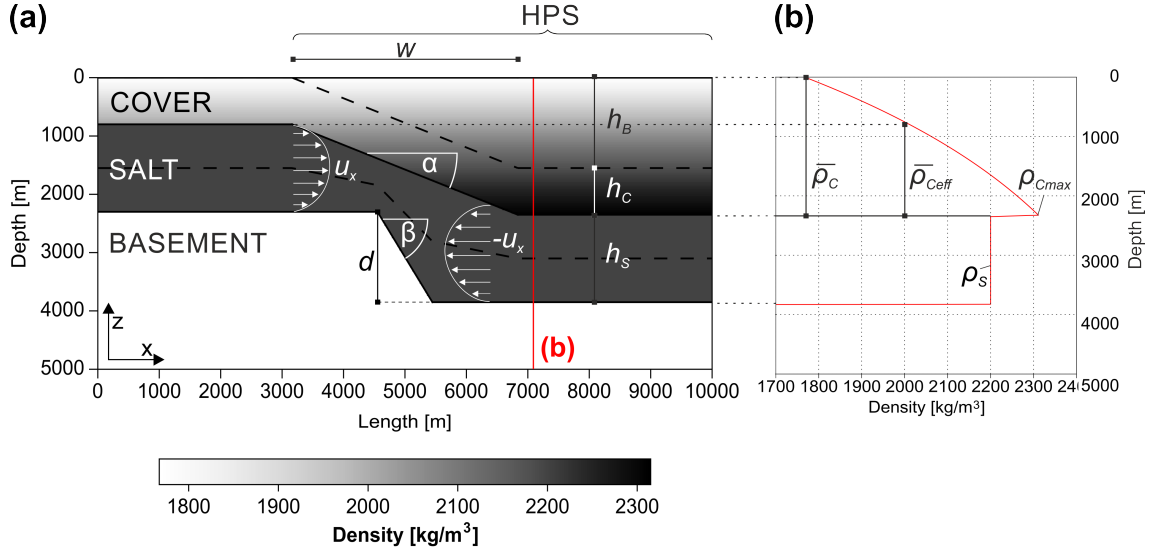 (a)
HPS
(b)
w
0
1000
2000
3000
4000
5000
Depth [m]
COVER
SALT
BASEMENT
u_x
α
β
d
-u_x
h_B
h_C
h_S
z
x
(b)
0 1000 2000 3000 4000 5000 6000 7000 8000 9000 10000
Length [m]
1800 1900 2000 2100 2200 2300
Density [kg/m³]
ρ̅_C
ρ̅_Ceff
ρ_Cmax
ρ_S
0
1000
2000
3000
4000
5000
Depth [m]
1700 1800 1900 2000 2100 2200 2300 24
Density [kg/m³]